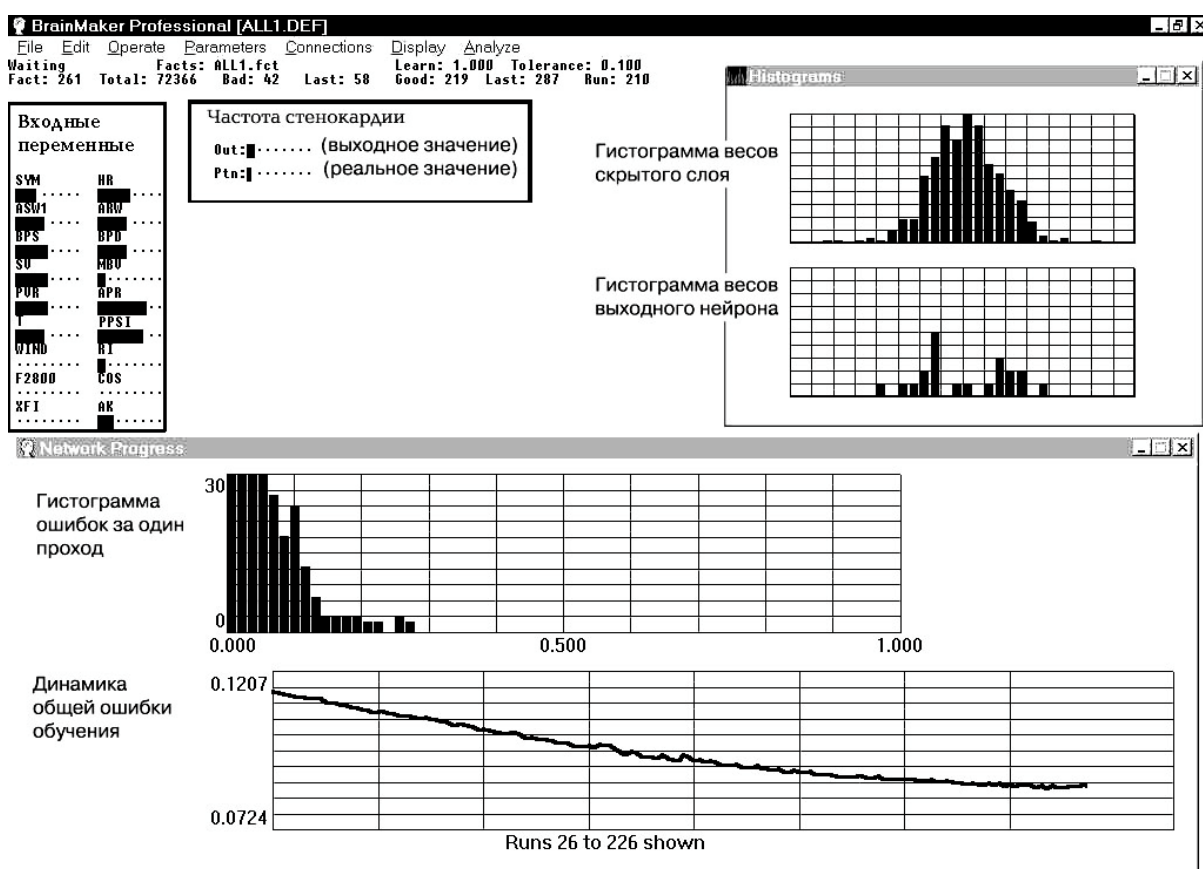 BrainMaker Professional [ALL1.DEF]
File Edit Operate Parameters Connections Display Analyze
Waiting Facts: ALL1.fct Learn: 1.000 Tolerance: 0.100
Fact: 261 Total: 72366 Bad: 42 Last: 58 Good: 219 Last: 287 Run: 210
Входные
переменные
SYM HR
ASW1 ARW
BPS BPD
SV MBV
PVR APR
T PPSI
WIND RI
F2800 COS
XFI AK
Частота стенокардии
Out: (выходное значение)
Ptn: (реальное значение)
Histograms
Гистограмма весов
скрытого слоя
Гистограмма весов
выходного нейрона
Network Progress
Гистограмма
ошибок за один
проход
30
0
0.000 0.500 1.000
Динамика
общей ошибки
обучения
0.1207
0.0724
Runs 26 to 226 shown